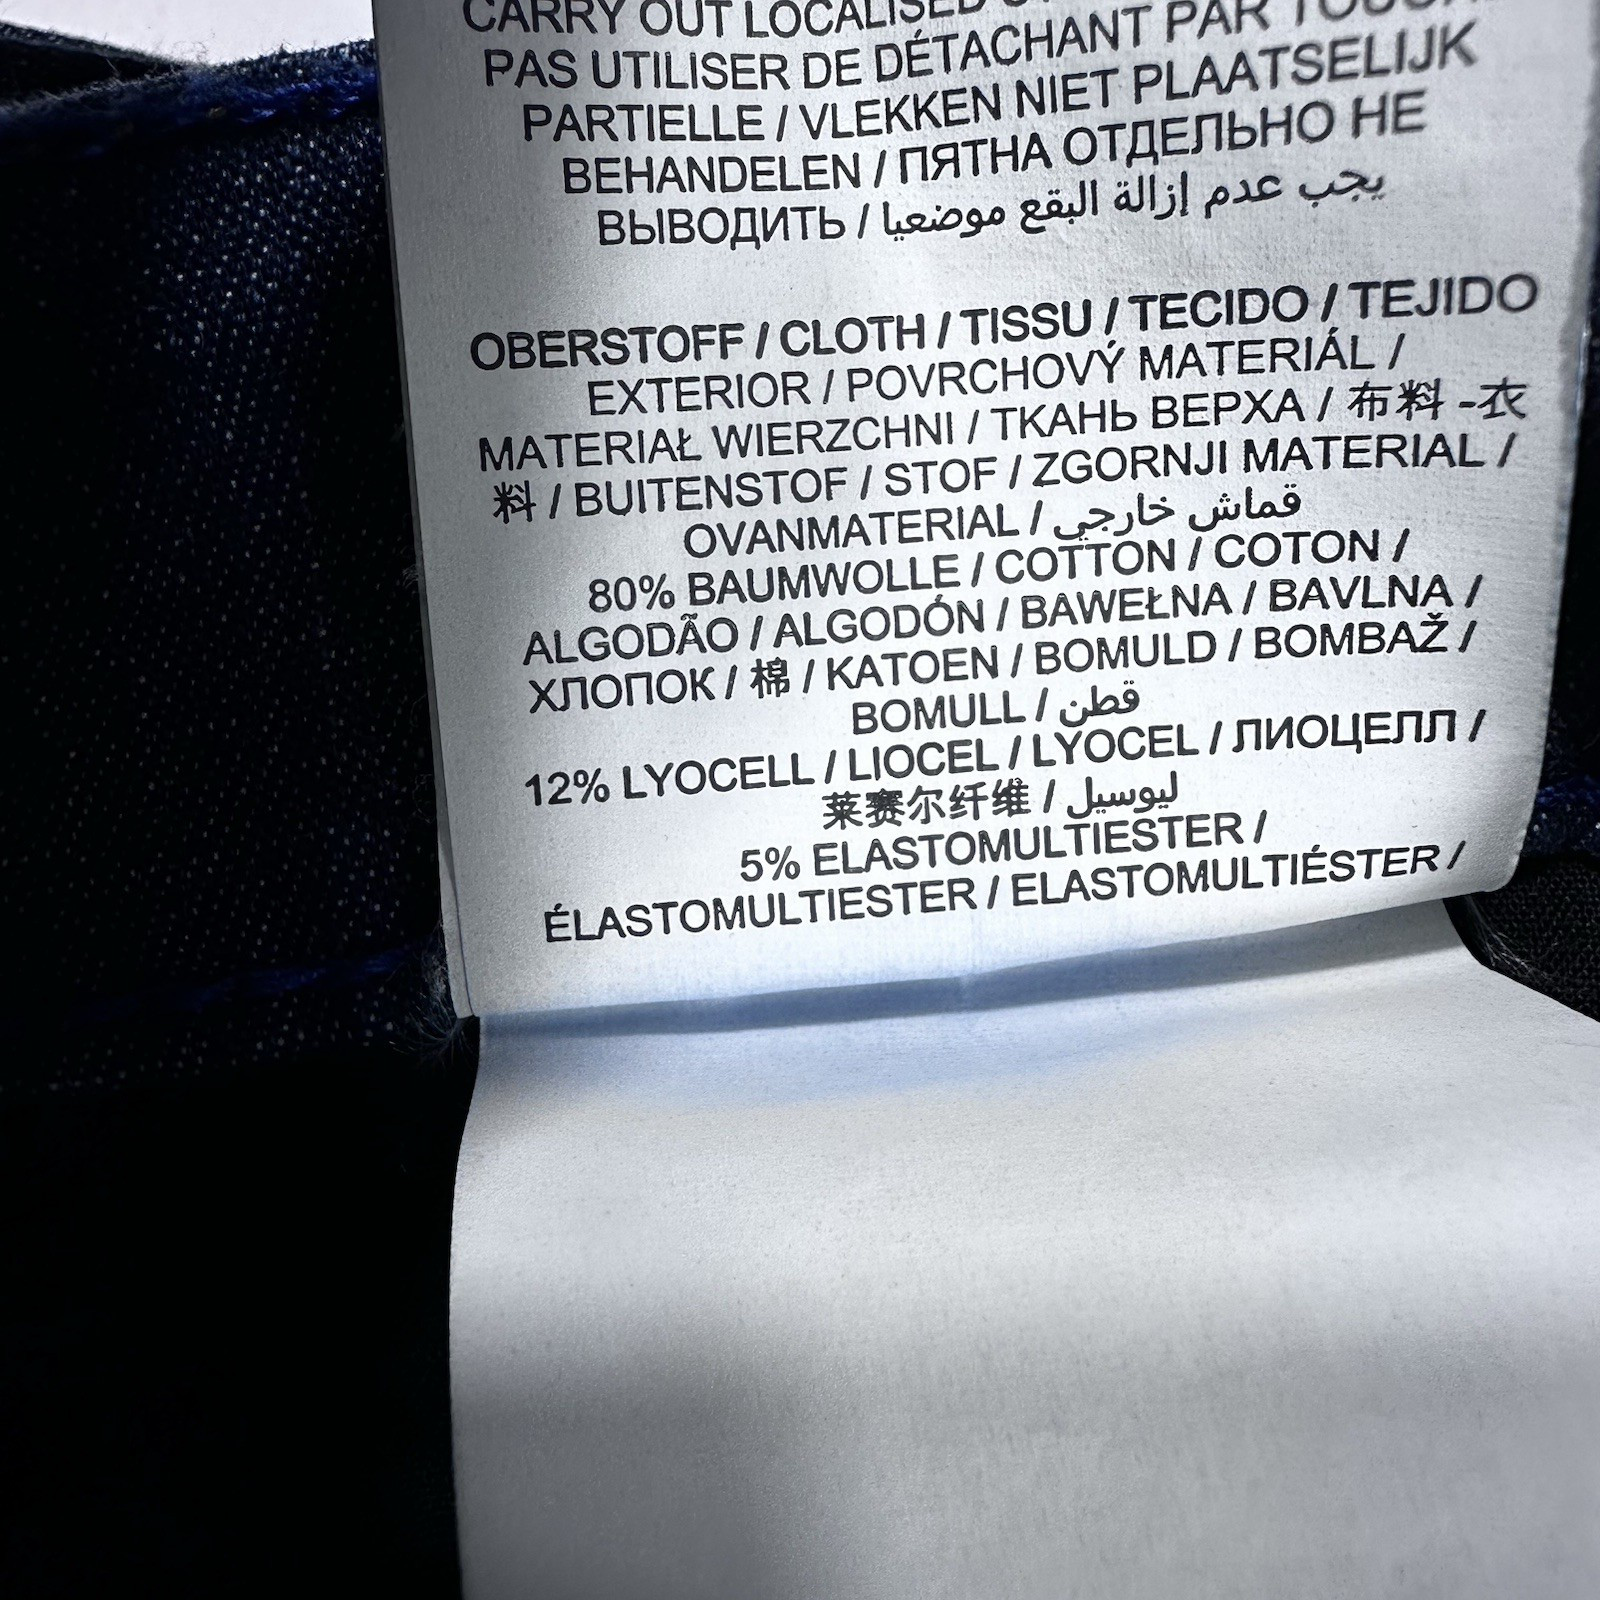 CARRY OUT LOCALISED
PAS UTILISER DE DÉTACHANT PAR
PARTIELLE / VLEKKEN NIET PLAATSELIJK
BEHANDELEN / ПЯТНА ОТДЕЛЬНО НЕ
ВЫВОДИТЬ / يجب عدم إزالة البقع موضعيا
OBERSTOFF / CLOTH / TISSU / TECIDO / TEJIDO
EXTERIOR / POVRCHOVÝ MATERIÁL /
MATERIAŁ WIERZCHNI / ТКАНЬ ВЕРХА / 布料 -衣
料 / BUITENSTOF / STOF / ZGORNJI MATERIAL /
OVANMATERIAL / قماش خارجي
80% BAUMWOLLE / COTTON / COTON /
ALGODÃO / ALGODÓN / BAWEŁNA / BAVLNA /
ХЛОПОК / 棉 / KATOEN / BOMULD / BOMBAŽ /
BOMULL / قطن
12% LYOCELL / LIOCEL / LYOCEL / ЛИОЦЕЛЛ /
莱赛尔纤维 / ليوسيل
5% ELASTOMULTIESTER /
ÉLASTOMULTIESTER / ELASTOMULTIÉSTER /